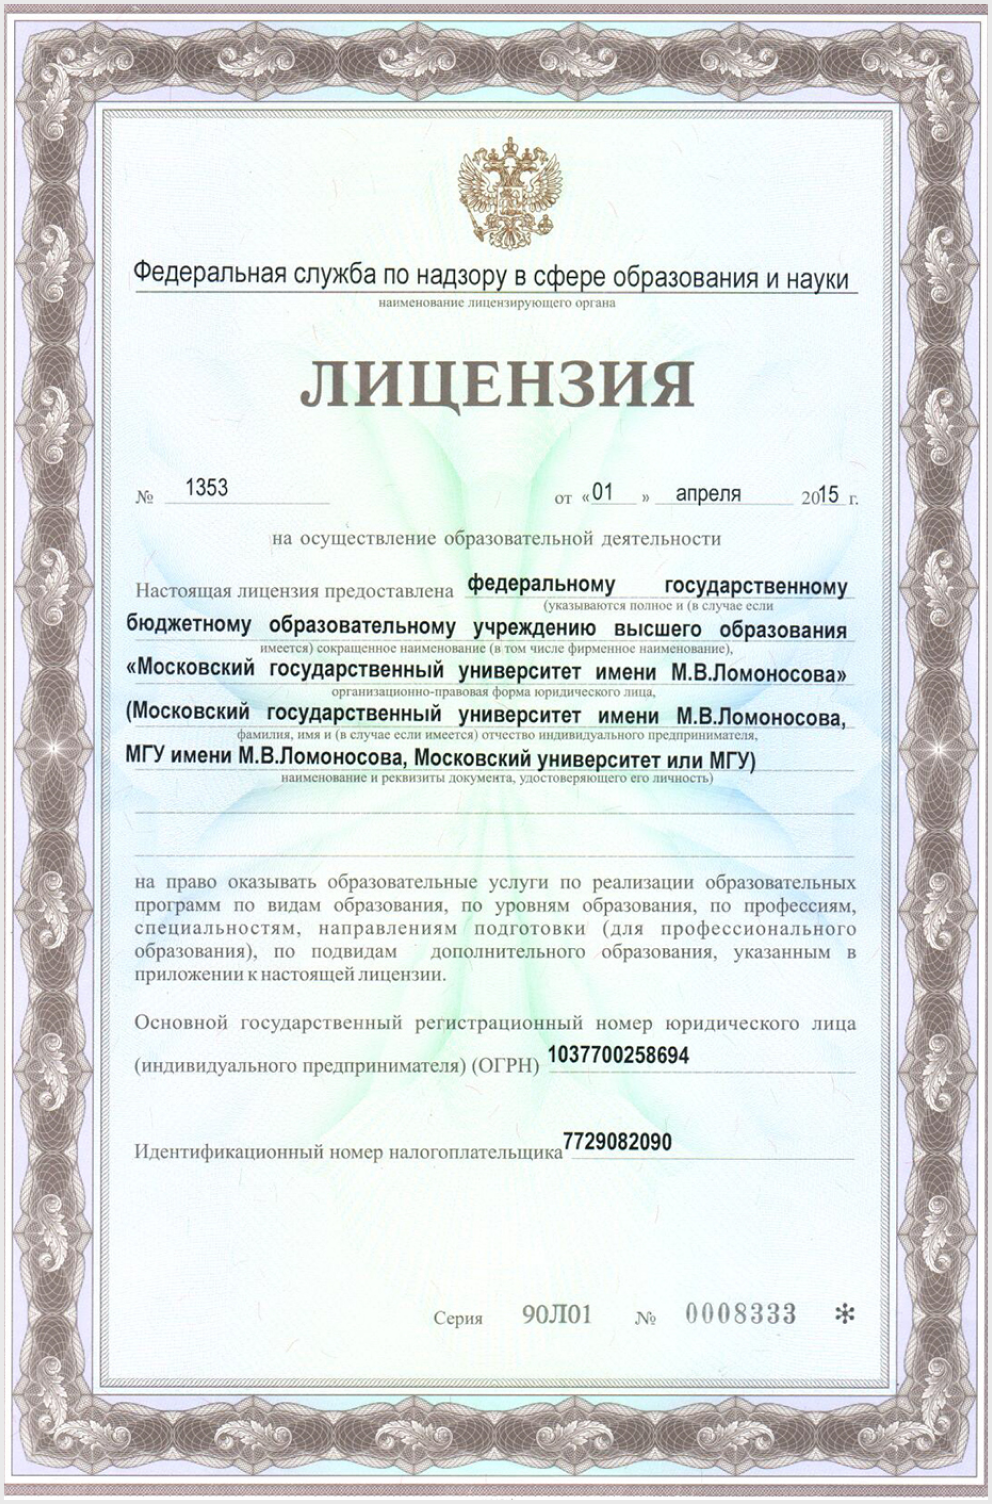 Федеральная служба по надзору в сфере образования и науки
наименование лицензирующего органа
ЛИЦЕНЗИЯ
№ 1353 от «01» апреля 2015 г.
на осуществление образовательной деятельности
Настоящая лицензия предоставлена федеральному государственному
(указываются полное и (в случае если
бюджетному образовательному учреждению высшего образования
имеется) сокращенное наименование (в том числе фирменное наименование),
«Московский государственный университет имени М.В.Ломоносова»
организационно-правовая форма юридического лица,
(Московский государственный университет имени М.В.Ломоносова,
фамилия, имя и (в случае если имеется) отчество индивидуального предпринимателя,
МГУ имени М.В.Ломоносова, Московский университет или МГУ)
наименование и реквизиты документа, удостоверяющего его личность)
на право оказывать образовательные услуги по реализации образовательных
программ по видам образования, по уровням образования, по профессиям,
специальностям, направлениям подготовки (для профессионального
образования), по подвидам дополнительного образования, указанным в
приложении к настоящей лицензии.
Основной государственный регистрационный номер юридического лица
(индивидуального предпринимателя) (ОГРН) 1037700258694
Идентификационный номер налогоплательщика 7729082090
Серия 90Л01 № 0008333 *